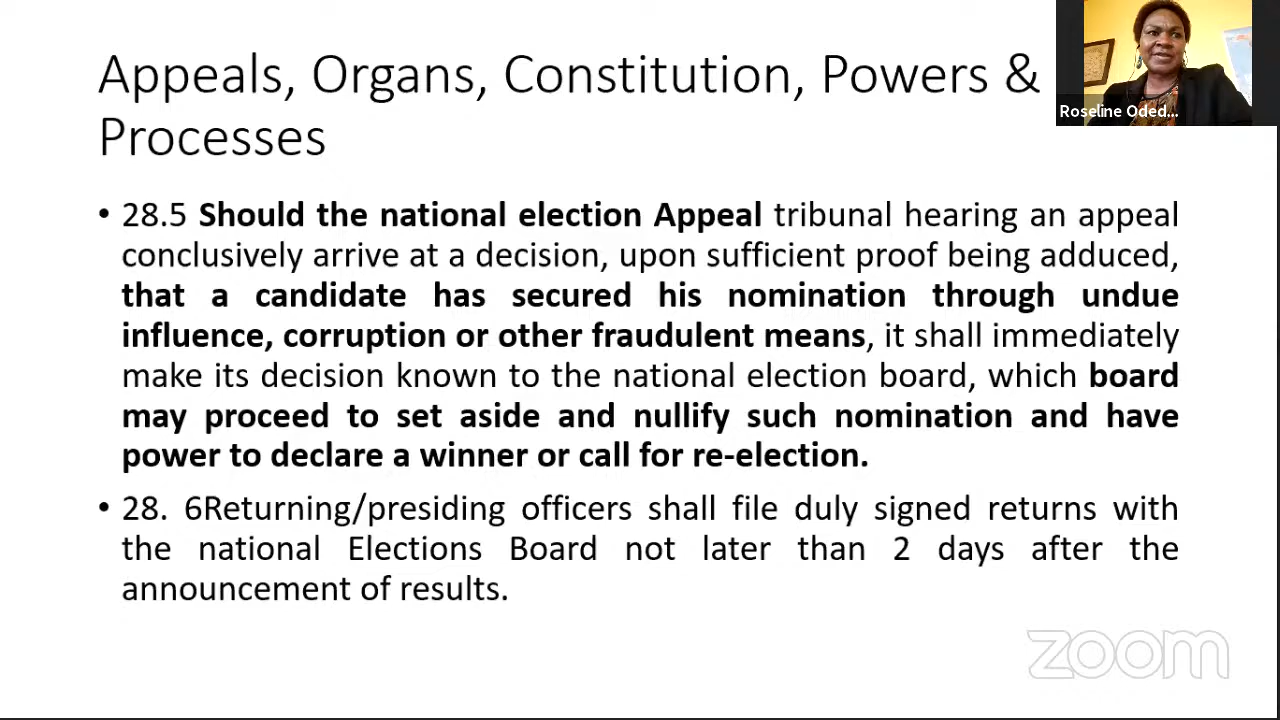 Appeals, Organs, Constitution, Powers &
Processes
Roseline Oded...
• 28.5 Should the national election Appeal tribunal hearing an appeal
conclusively arrive at a decision, upon sufficient proof being adduced,
that a candidate has secured his nomination through undue
influence, corruption or other fraudulent means, it shall immediately
make its decision known to the national election board, which board
may proceed to set aside and nullify such nomination and have
power to declare a winner or call for re-election.
• 28. 6Returning/presiding officers shall file duly signed returns with
the national Elections Board not later than 2 days after the
announcement of results.
zoom